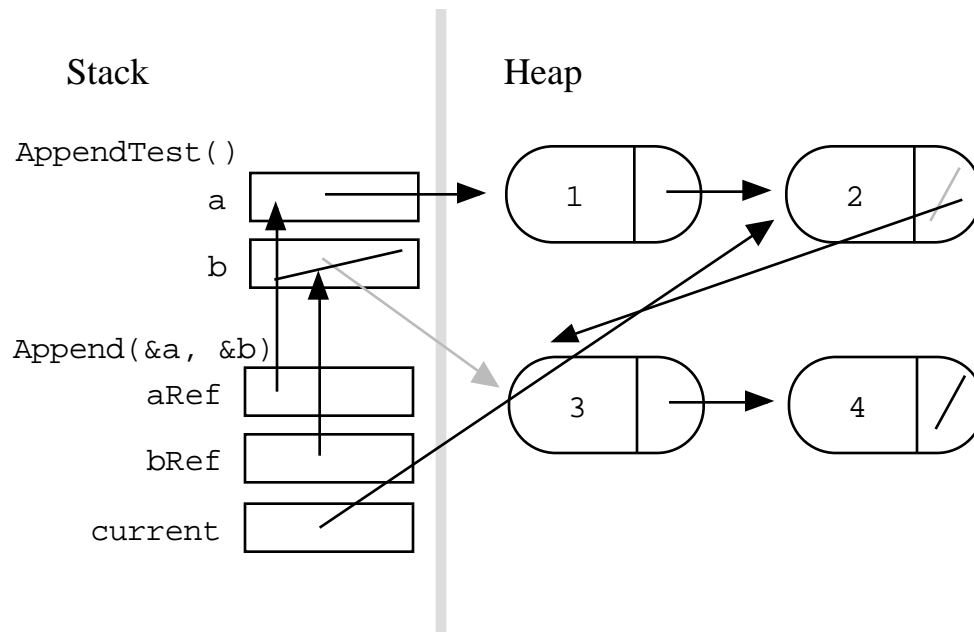 Stack
Heap
AppendTest()
a
1
2
b
Append(&a, &b)
aRef
3
4
bRef
current